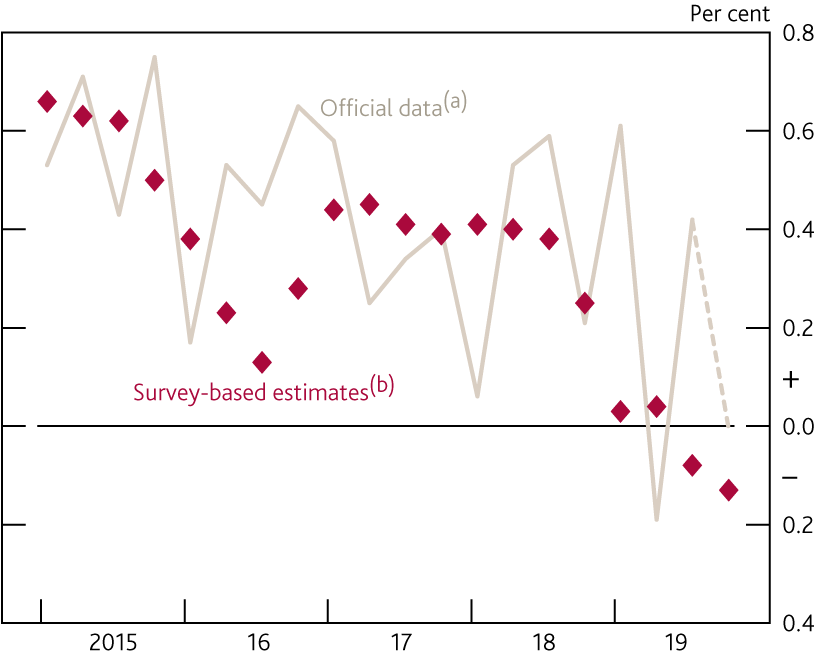 Per cent
0.8
Official data(a)
0.6
0.4
0.2
+
Survey-based estimates(b)
0.0
–
0.2
0.4
2015 16 17 18 19